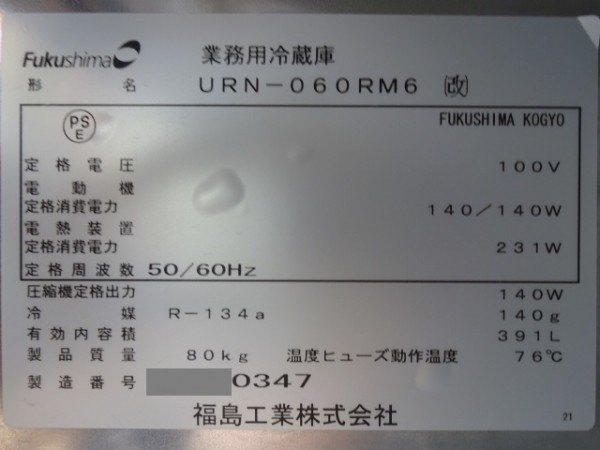 Fukushima 業務用冷蔵庫
形名 URN-060RM6 改
PSE FUKUSHIMA KOGYO
定格電圧 100V
電動機
定格消費電力 140/140W
電熱装置
定格消費電力 231W
定格周波数 50/60Hz
圧縮機定格出力 140W
冷媒 R-134a 140g
有効内容積 391L
製品質量 80kg 温度ヒューズ動作温度 76℃
製造番号 0347
福島工業株式会社
21